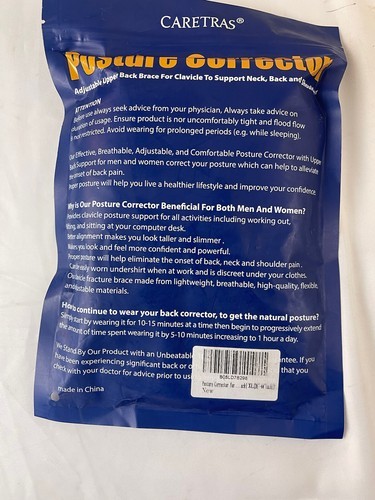 CARETRAS®
Posture Corrector
Adjustable Upper Back Brace For Clavicle To Support Neck, Back and
ATTENTION
use always seek advice from your physician, Always take advice on
of usage. Ensure product is not uncomfortably tight and flood flow
is not restricted. Avoid wearing for prolonged periods (e.g. while sleeping).
Our Effective, Breathable, Adjustable, and Comfortable Posture Corrector with Upper
Back Support for men and women correct your posture which can help to alleviate
the onset of back pain.
Proper posture will help you live a healthier lifestyle and improve your confidence.
Why is Our Posture Corrector Beneficial For Both Men And Women?
Provides clavicle posture support for all activities including working out,
lifting, and sitting at your computer desk.
Better alignment makes you look taller and slimmer.
Makes you look and feel more confident and powerful.
Proper posture will help eliminate the onset of back, neck and shoulder pain.
Can be easily worn undershirt when at work and is discreet under your clothes.
Clavicle fracture brace made from lightweight, breathable, high-quality, flexible,
and adjustable materials.
How to continue to wear your back corrector, to get the natural posture?
Simply start by wearing it for 10-15 minutes at a time then begin to progressively extend
the amount of time spent wearing it by 5-10 minutes increasing to 1 hour a day.
We Stand By Our Product with an Unbeatable
antee. If you
have been experiencing significant back or
that you
check with your doctor for advice prior to
made in China
Posture Corrector for
New